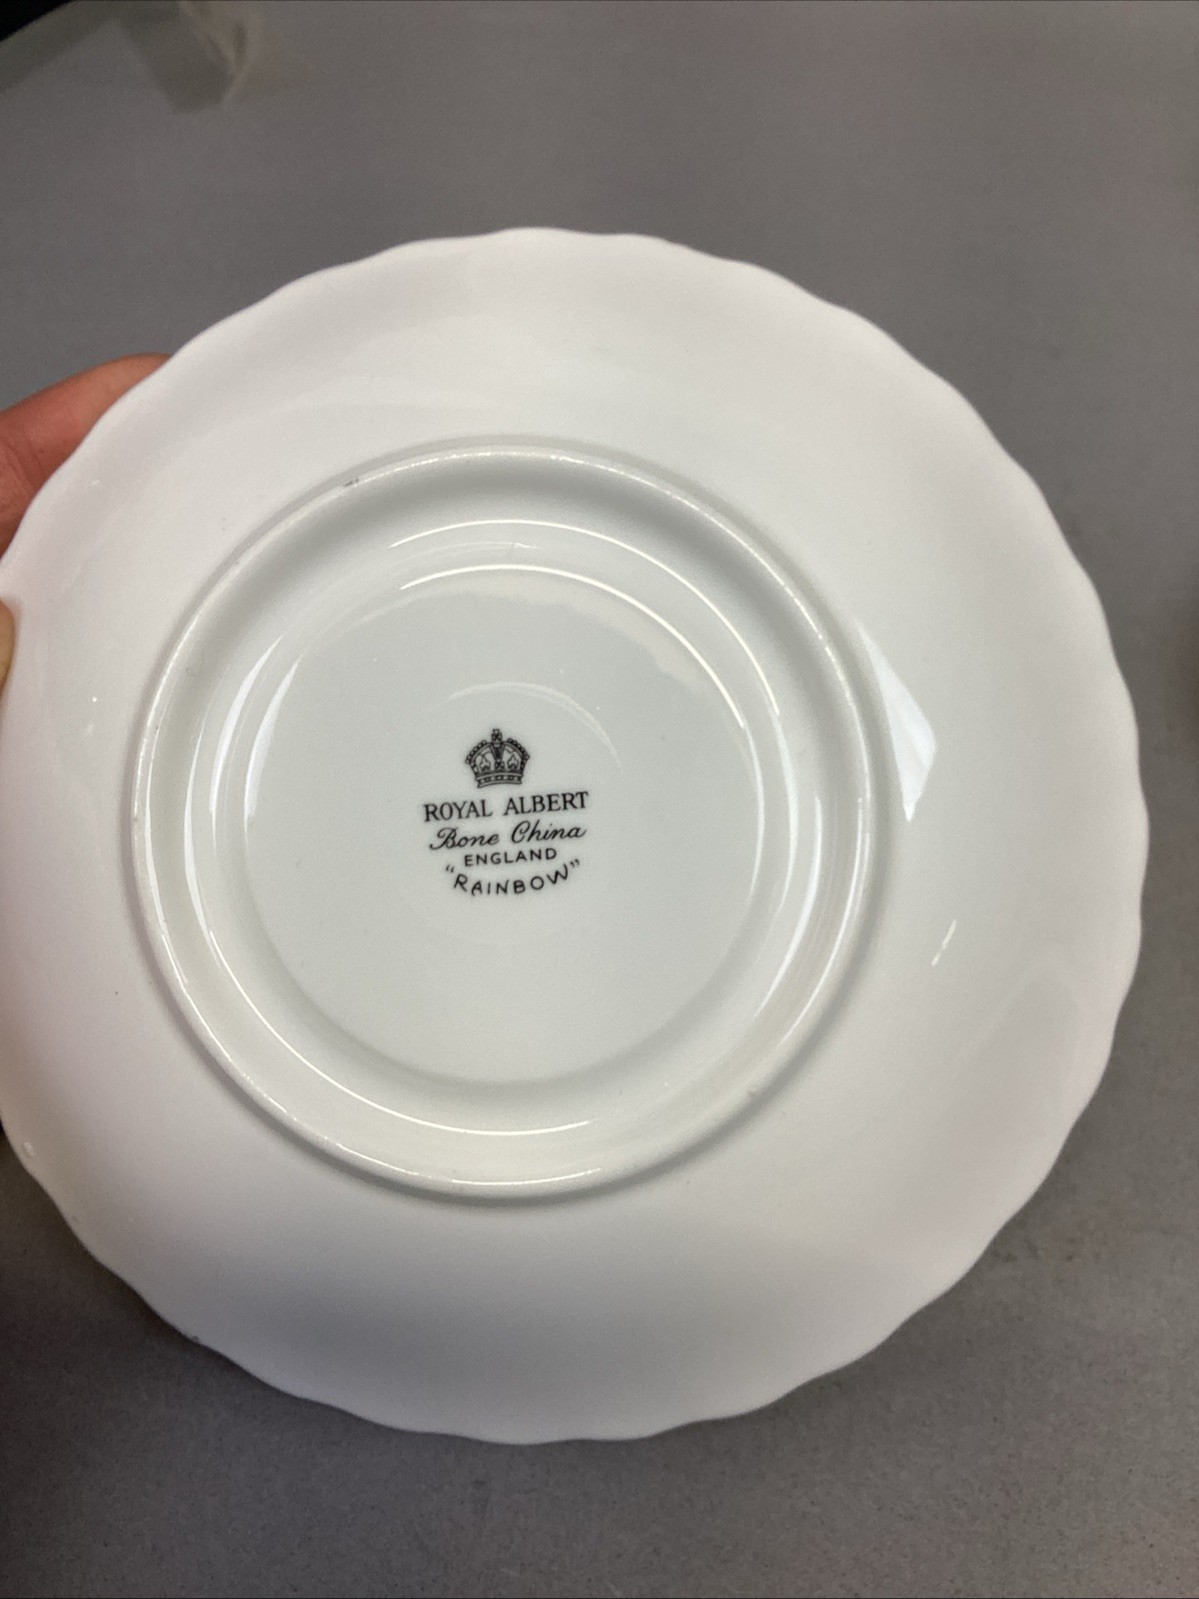 ROYAL ALBERT
Bone China
ENGLAND
"RAINBOW"